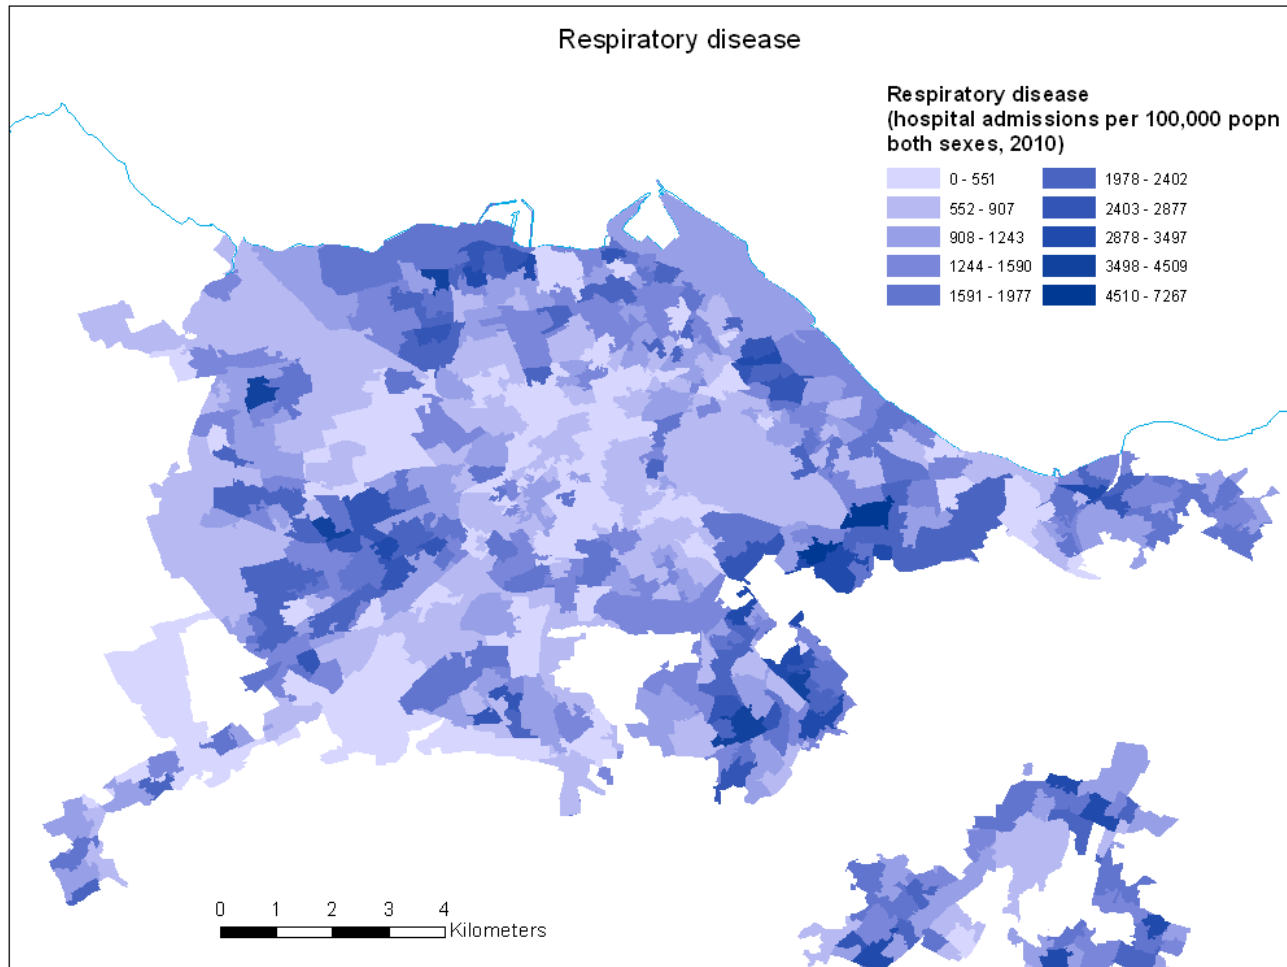 Respiratory disease
Respiratory disease
(hospital admissions per 100,000 popn
both sexes, 2010)
0 - 551
1978 - 2402
552 - 907
2403 - 2877
908 - 1243
2878 - 3497
1244 - 1590
3498 - 4509
1591 - 1977
4510 - 7267
0 1 2 3 4
Kilometers